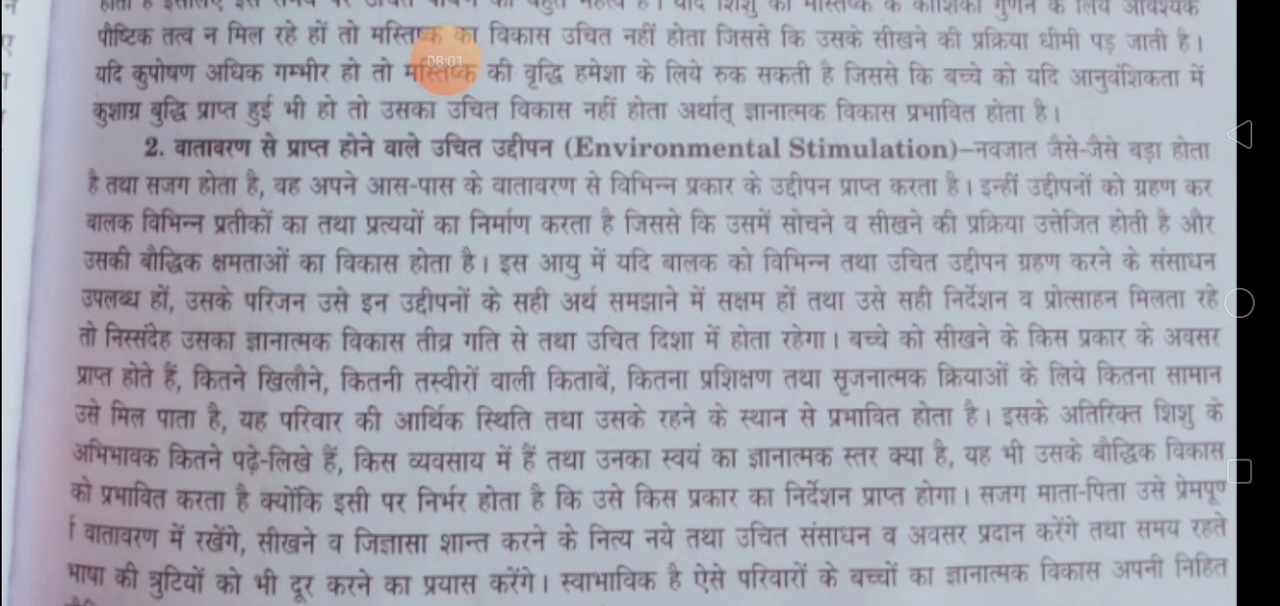 होता है इसलिए इस समय पर उचित पोषण का बहुत महत्व है। यदि शिशु को मस्तिष्क के कोशिका गुणन के लिये आवश्यक
पौष्टिक तत्व न मिल रहे हों तो मस्तिष्क का विकास उचित नहीं होता जिससे कि उसके सीखने की प्रक्रिया धीमी पड़ जाती है।
08:01
यदि कुपोषण अधिक गम्भीर हो तो मस्तिष्क की वृद्धि हमेशा के लिये रुक सकती है जिससे कि बच्चे को यदि आनुवंशिकता में
कुशाग्र बुद्धि प्राप्त हुई भी हो तो उसका उचित विकास नहीं होता अर्थात् ज्ञानात्मक विकास प्रभावित होता है।
2. वातावरण से प्राप्त होने वाले उचित उद्दीपन (Environmental Stimulation)–नवजात जैसे-जैसे बड़ा होता
है तथा सजग होता है, वह अपने आस-पास के वातावरण से विभिन्न प्रकार के उद्दीपन प्राप्त करता है। इन्हीं उद्दीपनों को ग्रहण कर
बालक विभिन्न प्रतीकों का तथा प्रत्ययों का निर्माण करता है जिससे कि उसमें सोचने व सीखने की प्रक्रिया उत्तेजित होती है और
उसकी बौद्धिक क्षमताओं का विकास होता है। इस आयु में यदि बालक को विभिन्न तथा उचित उद्दीपन ग्रहण करने के संसाधन
उपलब्ध हों, उसके परिजन उसे इन उद्दीपनों के सही अर्थ समझाने में सक्षम हों तथा उसे सही निर्देशन व प्रोत्साहन मिलता रहे
तो निस्संदेह उसका ज्ञानात्मक विकास तीव्र गति से तथा उचित दिशा में होता रहेगा। बच्चे को सीखने के किस प्रकार के अवसर
प्राप्त होते हैं, कितने खिलौने, कितनी तस्वीरों वाली किताबें, कितना प्रशिक्षण तथा सृजनात्मक क्रियाओं के लिये कितना सामान
उसे मिल पाता है, यह परिवार की आर्थिक स्थिति तथा उसके रहने के स्थान से प्रभावित होता है। इसके अतिरिक्त शिशु के
अभिभावक कितने पढ़े-लिखे हैं, किस व्यवसाय में हैं तथा उनका स्वयं का ज्ञानात्मक स्तर क्या है, यह भी उसके बौद्धिक विकास
को प्रभावित करता है क्योंकि इसी पर निर्भर होता है कि उसे किस प्रकार का निर्देशन प्राप्त होगा। सजग माता-पिता उसे प्रेमपूण
र् वातावरण में रखेंगे, सीखने व जिज्ञासा शान्त करने के नित्य नये तथा उचित संसाधन व अवसर प्रदान करेंगे तथा समय रहते
भाषा की त्रुटियों को भी दूर करने का प्रयास करेंगे। स्वाभाविक है ऐसे परिवारों के बच्चों का ज्ञानात्मक विकास अपनी निहित